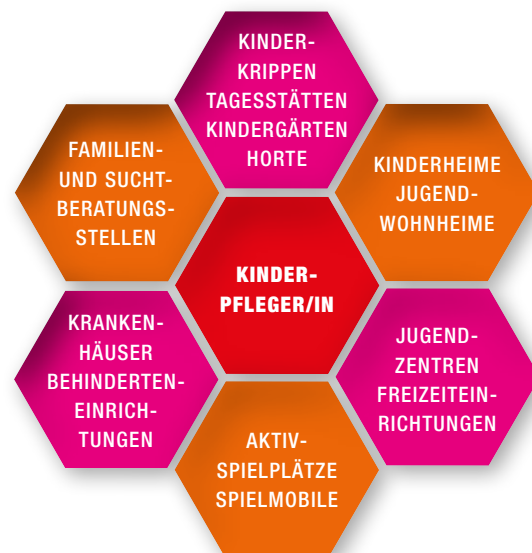 KINDER-
KRIPPEN
TAGESSTÄTTEN
KINDERGÄRTEN
HORTE
FAMILIEN-
UND SUCHT-
BERATUNGS-
STELLEN
KINDERHEIME
JUGEND-
WOHNHEIME
KINDER-
PFLEGER/IN
KRANKEN-
HÄUSER
BEHINDERTEN-
EINRICH-
TUNGEN
JUGEND-
ZENTREN
FREIZEITEIN-
RICHTUNGEN
AKTIV-
SPIELPLÄTZE
SPIELMOBILE